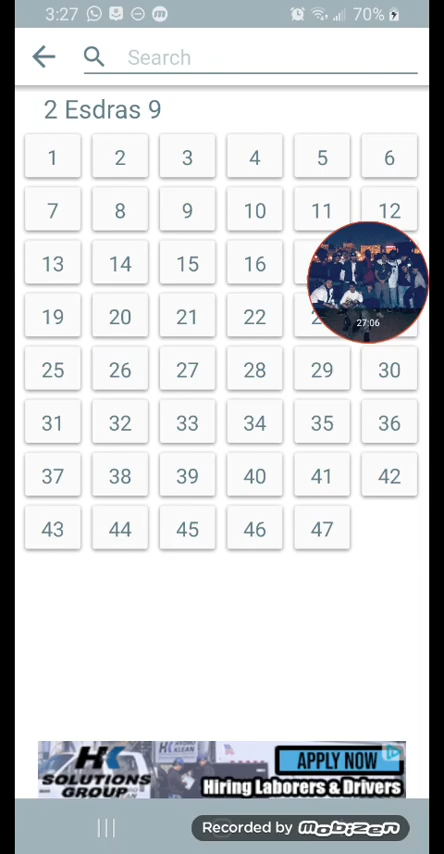 3:27 70%
Search
2 Esdras 9
1 2 3 4 5 6
7 8 9 10 11 12
13 14 15 16
19 20 21 22
27:06
25 26 27 28 29 30
31 32 33 34 35 36
37 38 39 40 41 42
43 44 45 46 47
HK
SOLUTIONS
GROUP
APPLY NOW
Hiring Laborers & Drivers
Recorded by mobizen